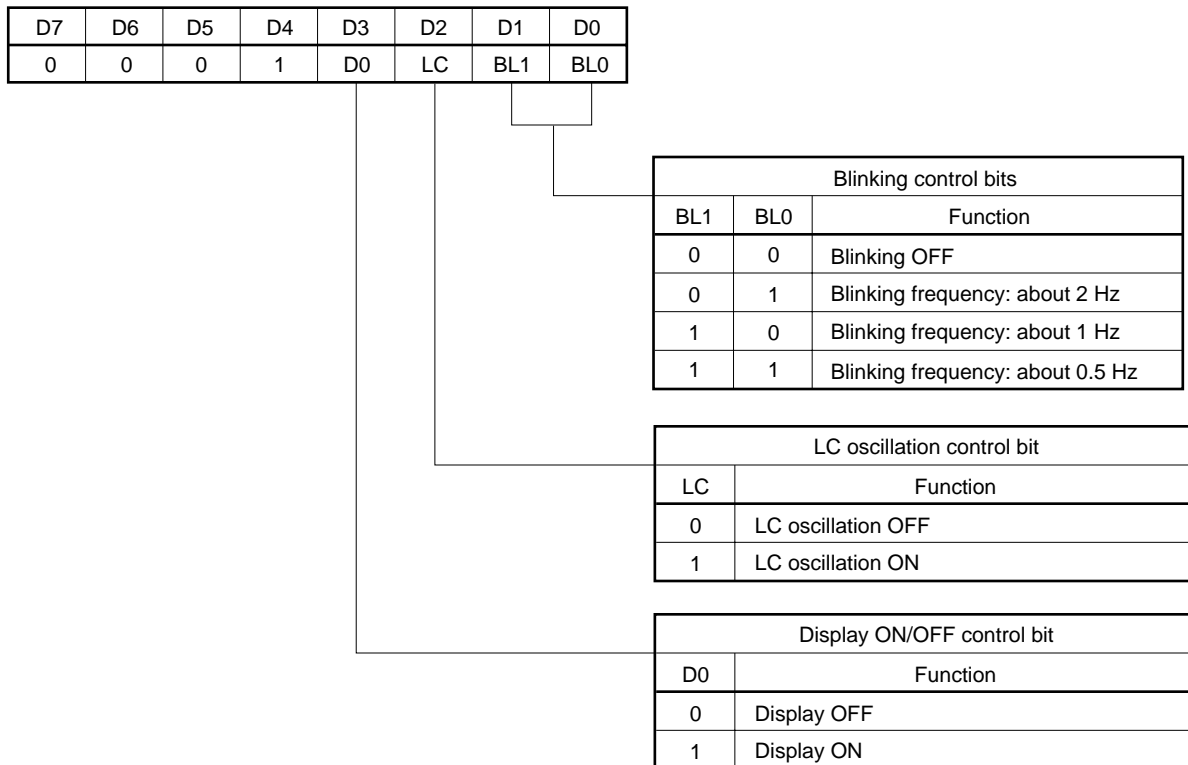 D7 D6 D5 D4 D3 D2 D1 D0
0 0 0 1 D0 LC BL1 BL0
Blinking control bits
BL1 BL0 Function
0 0 Blinking OFF
0 1 Blinking frequency: about 2 Hz
1 0 Blinking frequency: about 1 Hz
1 1 Blinking frequency: about 0.5 Hz
LC oscillation control bit
LC Function
0 LC oscillation OFF
1 LC oscillation ON
Display ON/OFF control bit
D0 Function
0 Display OFF
1 Display ON